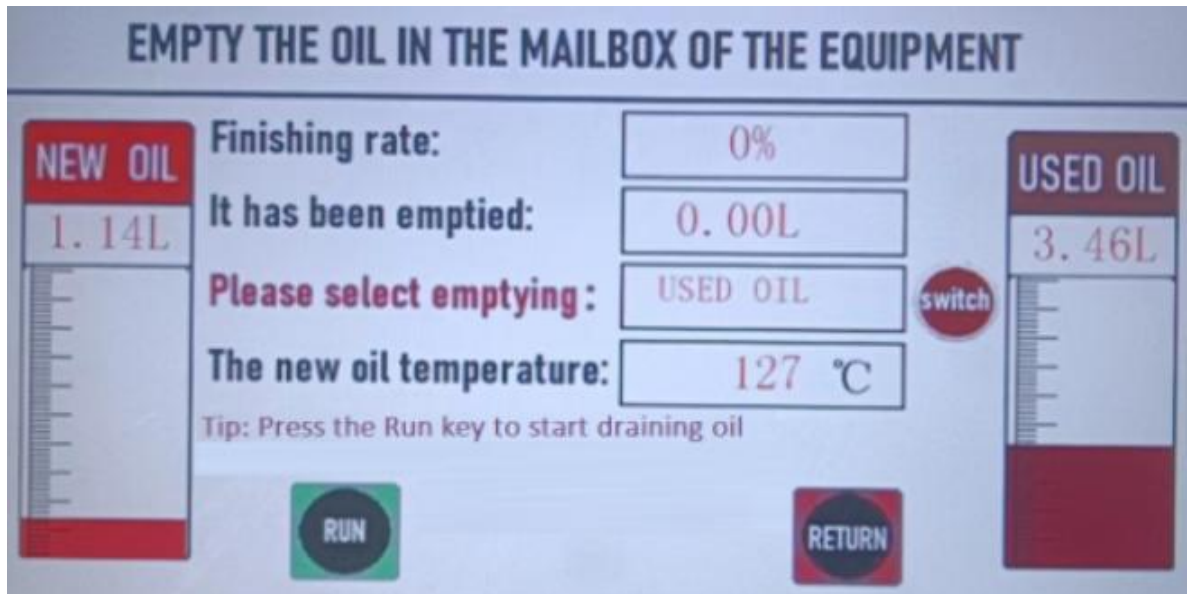 EMPTY THE OIL IN THE MAILBOX OF THE EQUIPMENT
NEW OIL
1.14L
Finishing rate: 0%
It has been emptied: 0.00L
Please select emptying: USED OIL switch
The new oil temperature: 127 ℃
Tip: Press the Run key to start draining oil
USED OIL
3.46L
RUN
RETURN